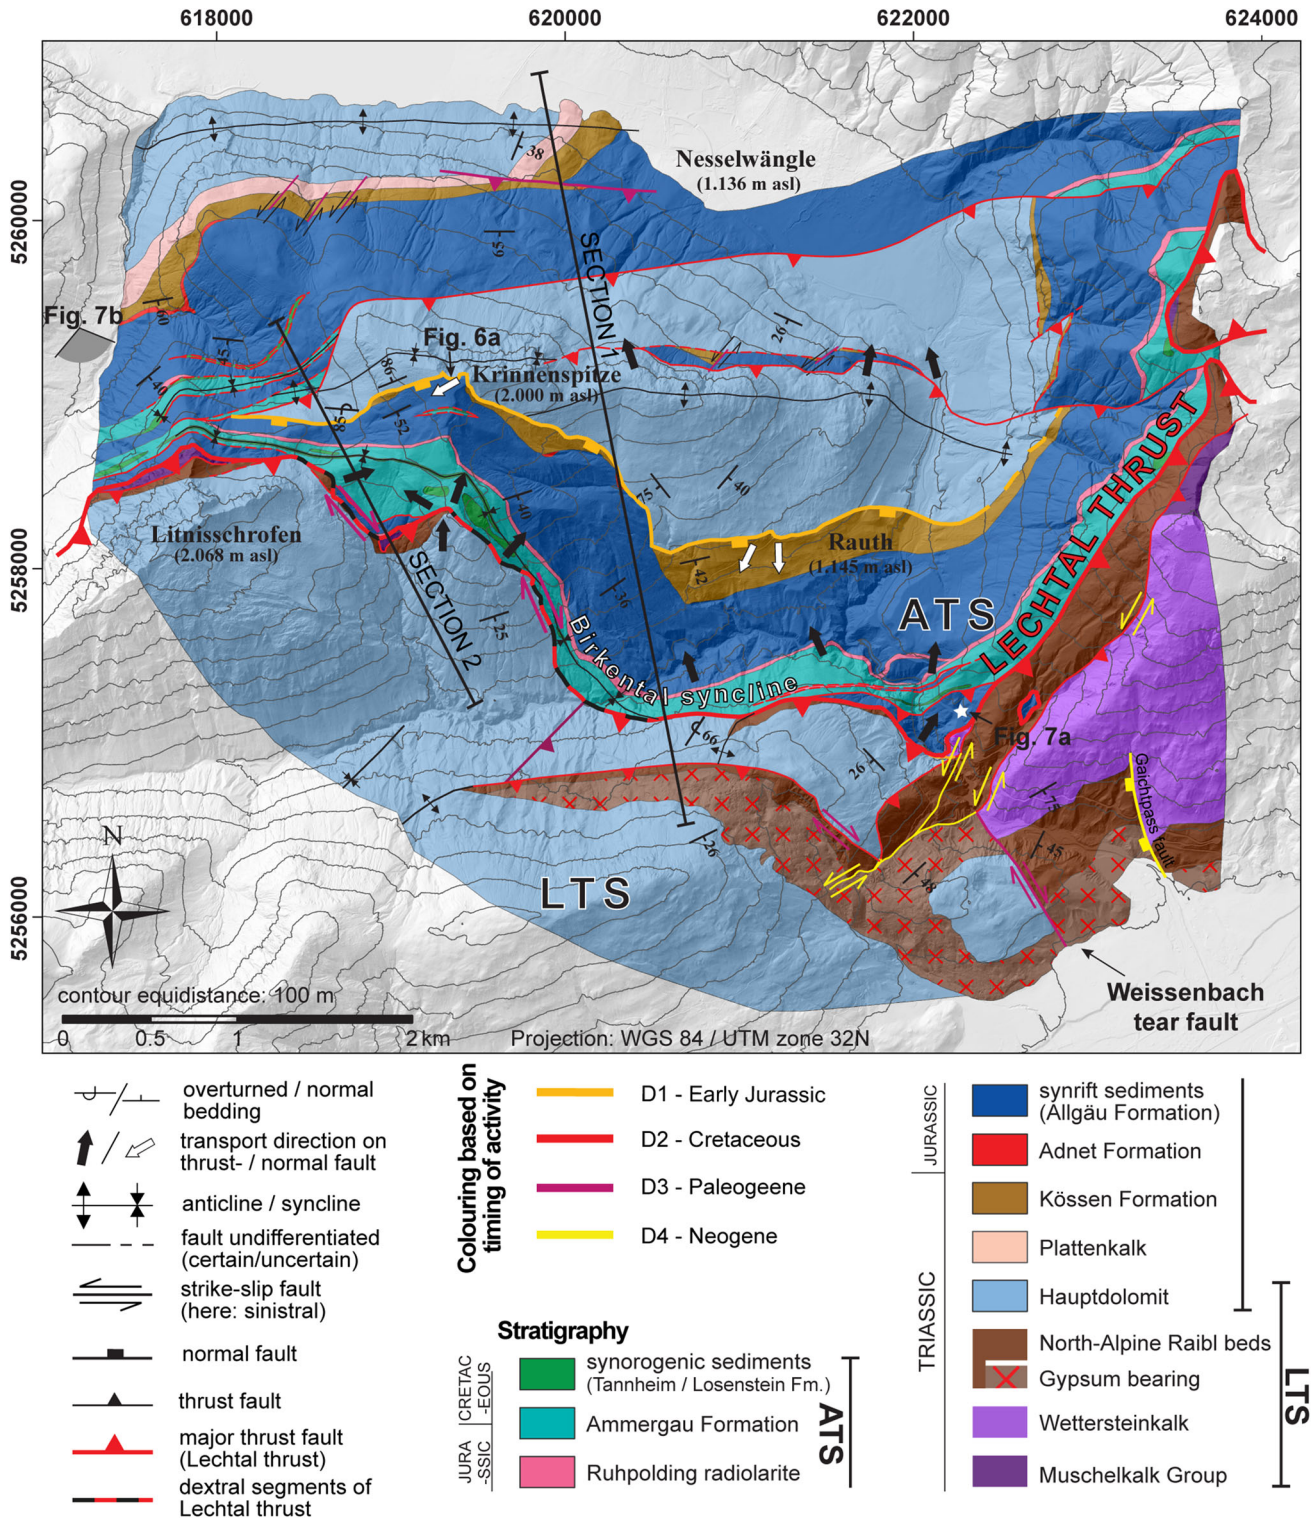 618000
620000
622000
624000
5260000
5258000
5256000
Nesselwängle
(1.136 m asl)
38
65
60
Fig. 7b
SECTION 1
26
Fig. 6a
86
Krinnenspitze
(2.000 m asl)
52
40
75
40
40
Litnisschrofen
(2.068 m asl)
SECTION 2
Rauth
(1.145 m asl)
42
36
25
ATS
LECHTAL THRUST
Birkental syncline
66
26
Fig. 7a
Gaichtpass fault
75
45
48
26
LTS
N
Weissenbach
tear fault
contour equidistance: 100 m
0
0.5
1
2 km
Projection: WGS 84 / UTM zone 32N
overturned / normal
bedding
transport direction on
thrust- / normal fault
anticline / syncline
fault undifferentiated
(certain/uncertain)
strike-slip fault
(here: sinistral)
normal fault
thrust fault
major thrust fault
(Lechtal thrust)
dextral segments of
Lechtal thrust
Colouring based on
timing of activity
D1 - Early Jurassic
D2 - Cretaceous
D3 - Paleogeene
D4 - Neogene
Stratigraphy
CRETAC
-EOUS
synorogenic sediments
(Tannheim / Losenstein Fm.)
Ammergau Formation
JURA
-SSIC
Ruhpolding radiolarite
ATS
JURASSIC
synrift sediments
(Allgäu Formation)
Adnet Formation
TRIASSIC
Kössen Formation
Plattenkalk
Hauptdolomit
North-Alpine Raibl beds
Gypsum bearing
Wettersteinkalk
Muschelkalk Group
LTS